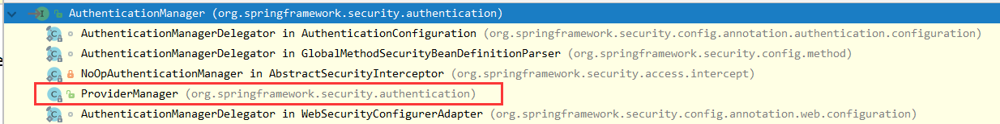 AuthenticationManager (org.springframework.security.authentication)
AuthenticationManagerDelegator in AuthenticationConfiguration (org.springframework.security.config.annotation.authentication.configuration)
AuthenticationManagerDelegator in GlobalMethodSecurityBeanDefinitionParser (org.springframework.security.config.method)
NoOpAuthenticationManager in AbstractSecurityInterceptor (org.springframework.security.access.intercept)
ProviderManager (org.springframework.security.authentication)
AuthenticationManagerDelegator in WebSecurityConfigurerAdapter (org.springframework.security.config.annotation.web.configuration)